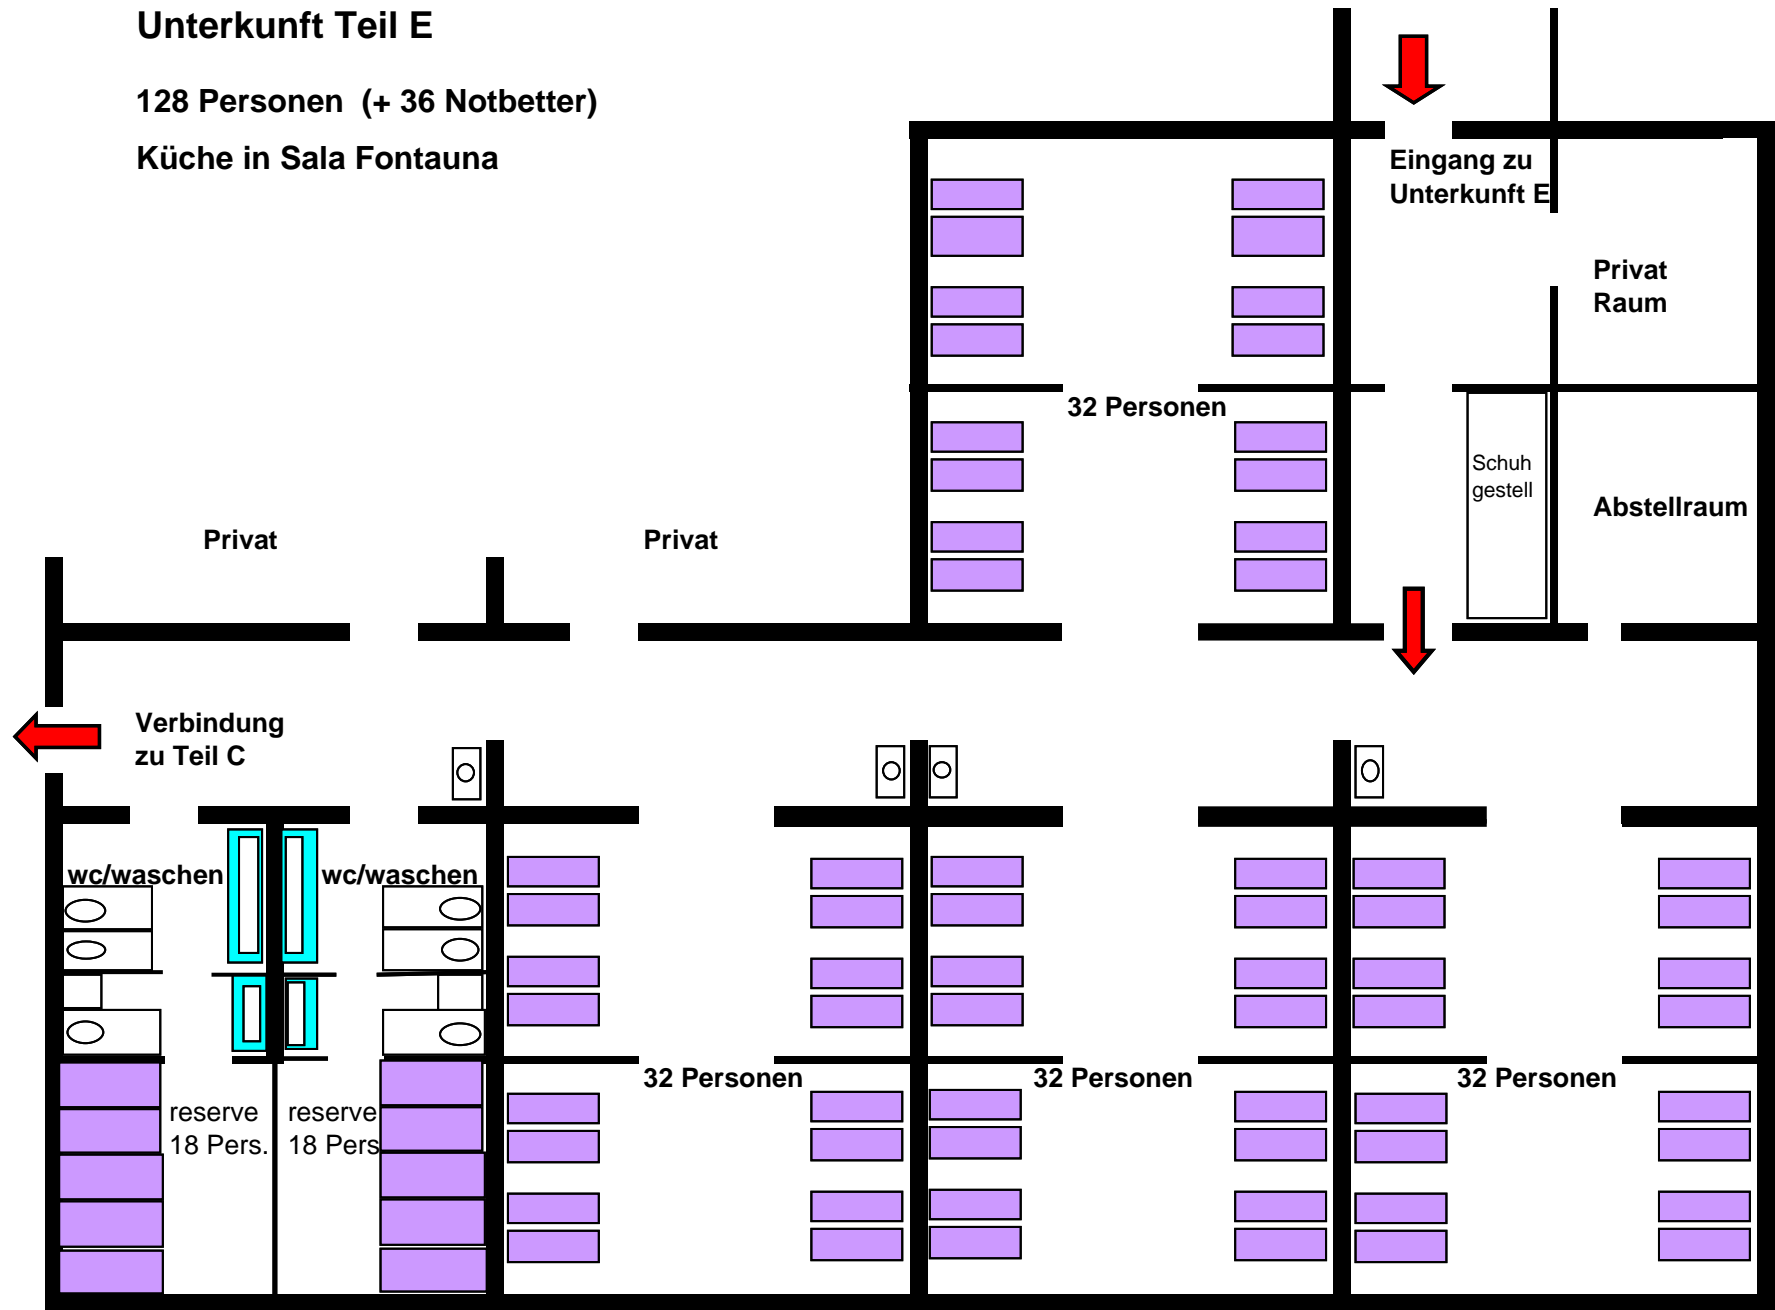 Unterkunft Teil E
128 Personen  (+ 36 Notbetter)
Küche in Sala Fontauna
Eingang zu
Unterkunft E
Privat
Raum
32 Personen
Schuh
gestell
Abstellraum
Privat
Privat
Verbindung
zu Teil C
wc/waschen
wc/waschen
32 Personen
32 Personen
32 Personen
reserve
18 Pers.
reserve
18 Pers